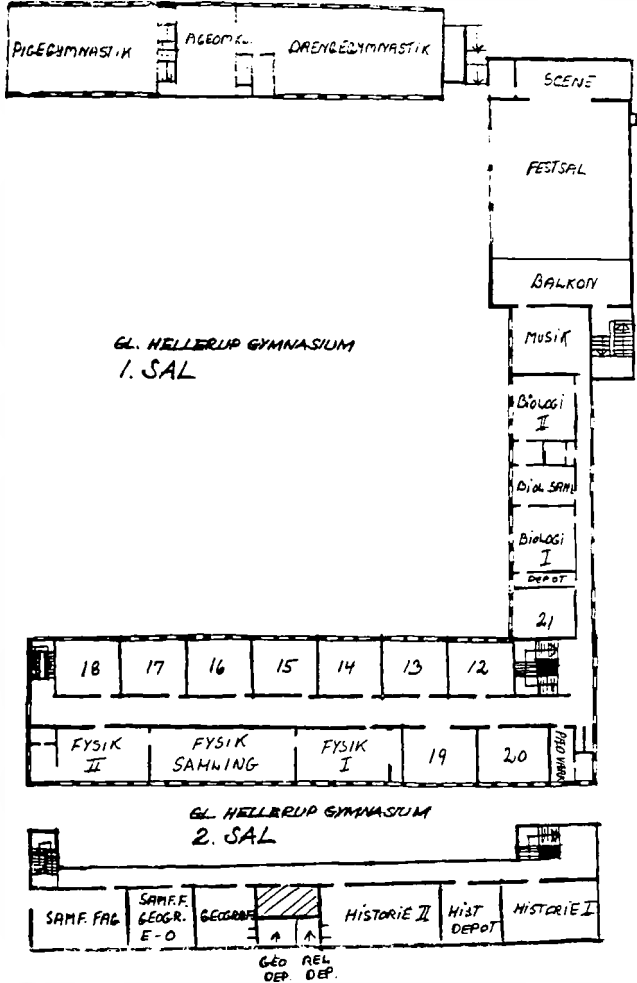 PIGEGYMNASTIK
DRENGEGYMNASTIK
SCENE
FESTSAL
BALKON
MUSIK
GL. HELLERUP GYMNASIUM
1. SAL
BIOLOGI
II
BIOL SAML
BIOLOGI
I
DEPOT
21
18 17 16 15 14 13 12
FYSIK
II
FYSIK
SAMLING
FYSIK
I
19
20
GL. HELLERUP GYMNASIUM
2. SAL
SAMF. FAG
SAMF.F.
GEOGR.
E-O
GEOGRAFI
HISTORIE II
HIST
DEPOT
HISTORIE I
GEO
DEP.
REL
DEP.